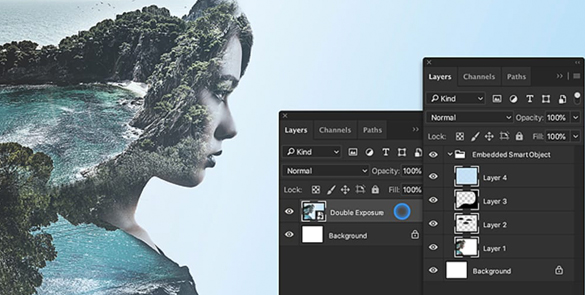 Layers Channels Paths
Kind
Normal Opacity: 100%
Lock: Fill: 100%
Double Exposure
Background
Layers Channels Paths
Kind
Normal Opacity: 100%
Lock: Fill: 100%
Embedded Smart Object
Layer 4
Layer 3
Layer 2
Layer 1
Background